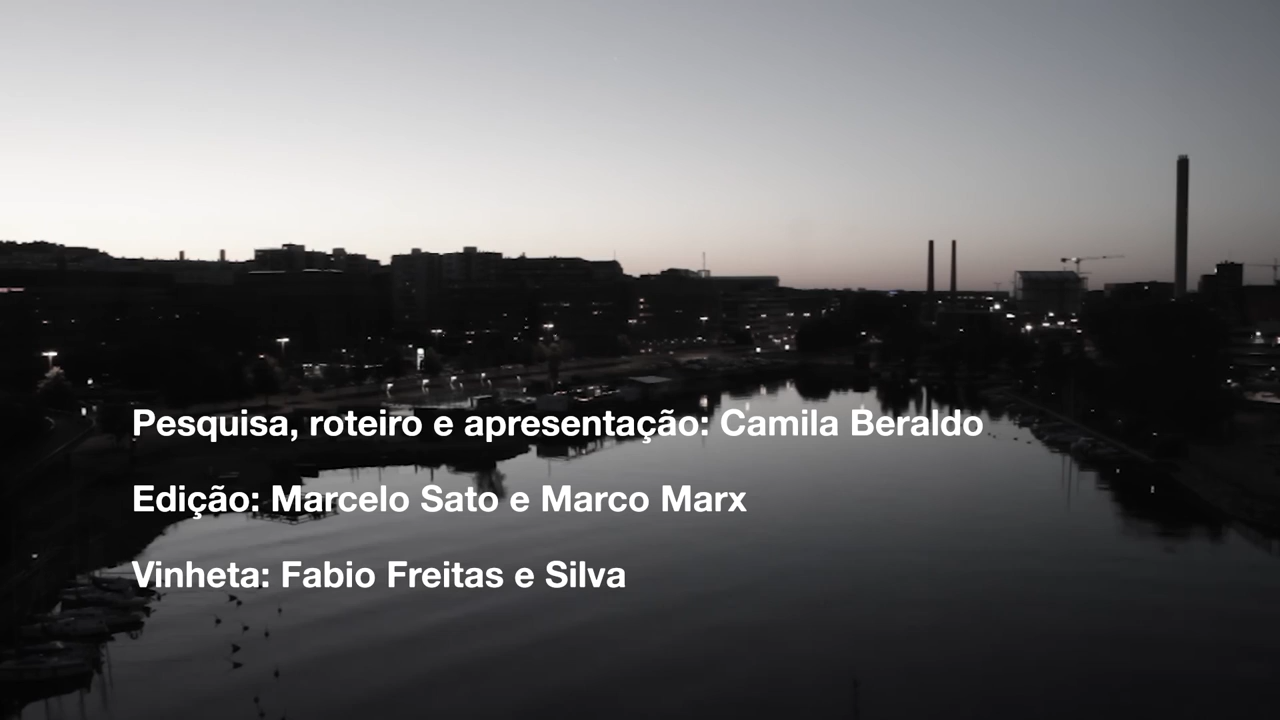 Pesquisa, roteiro e apresentação: Camila Beraldo
Edição: Marcelo Sato e Marco Marx
Vinheta: Fabio Freitas e Silva